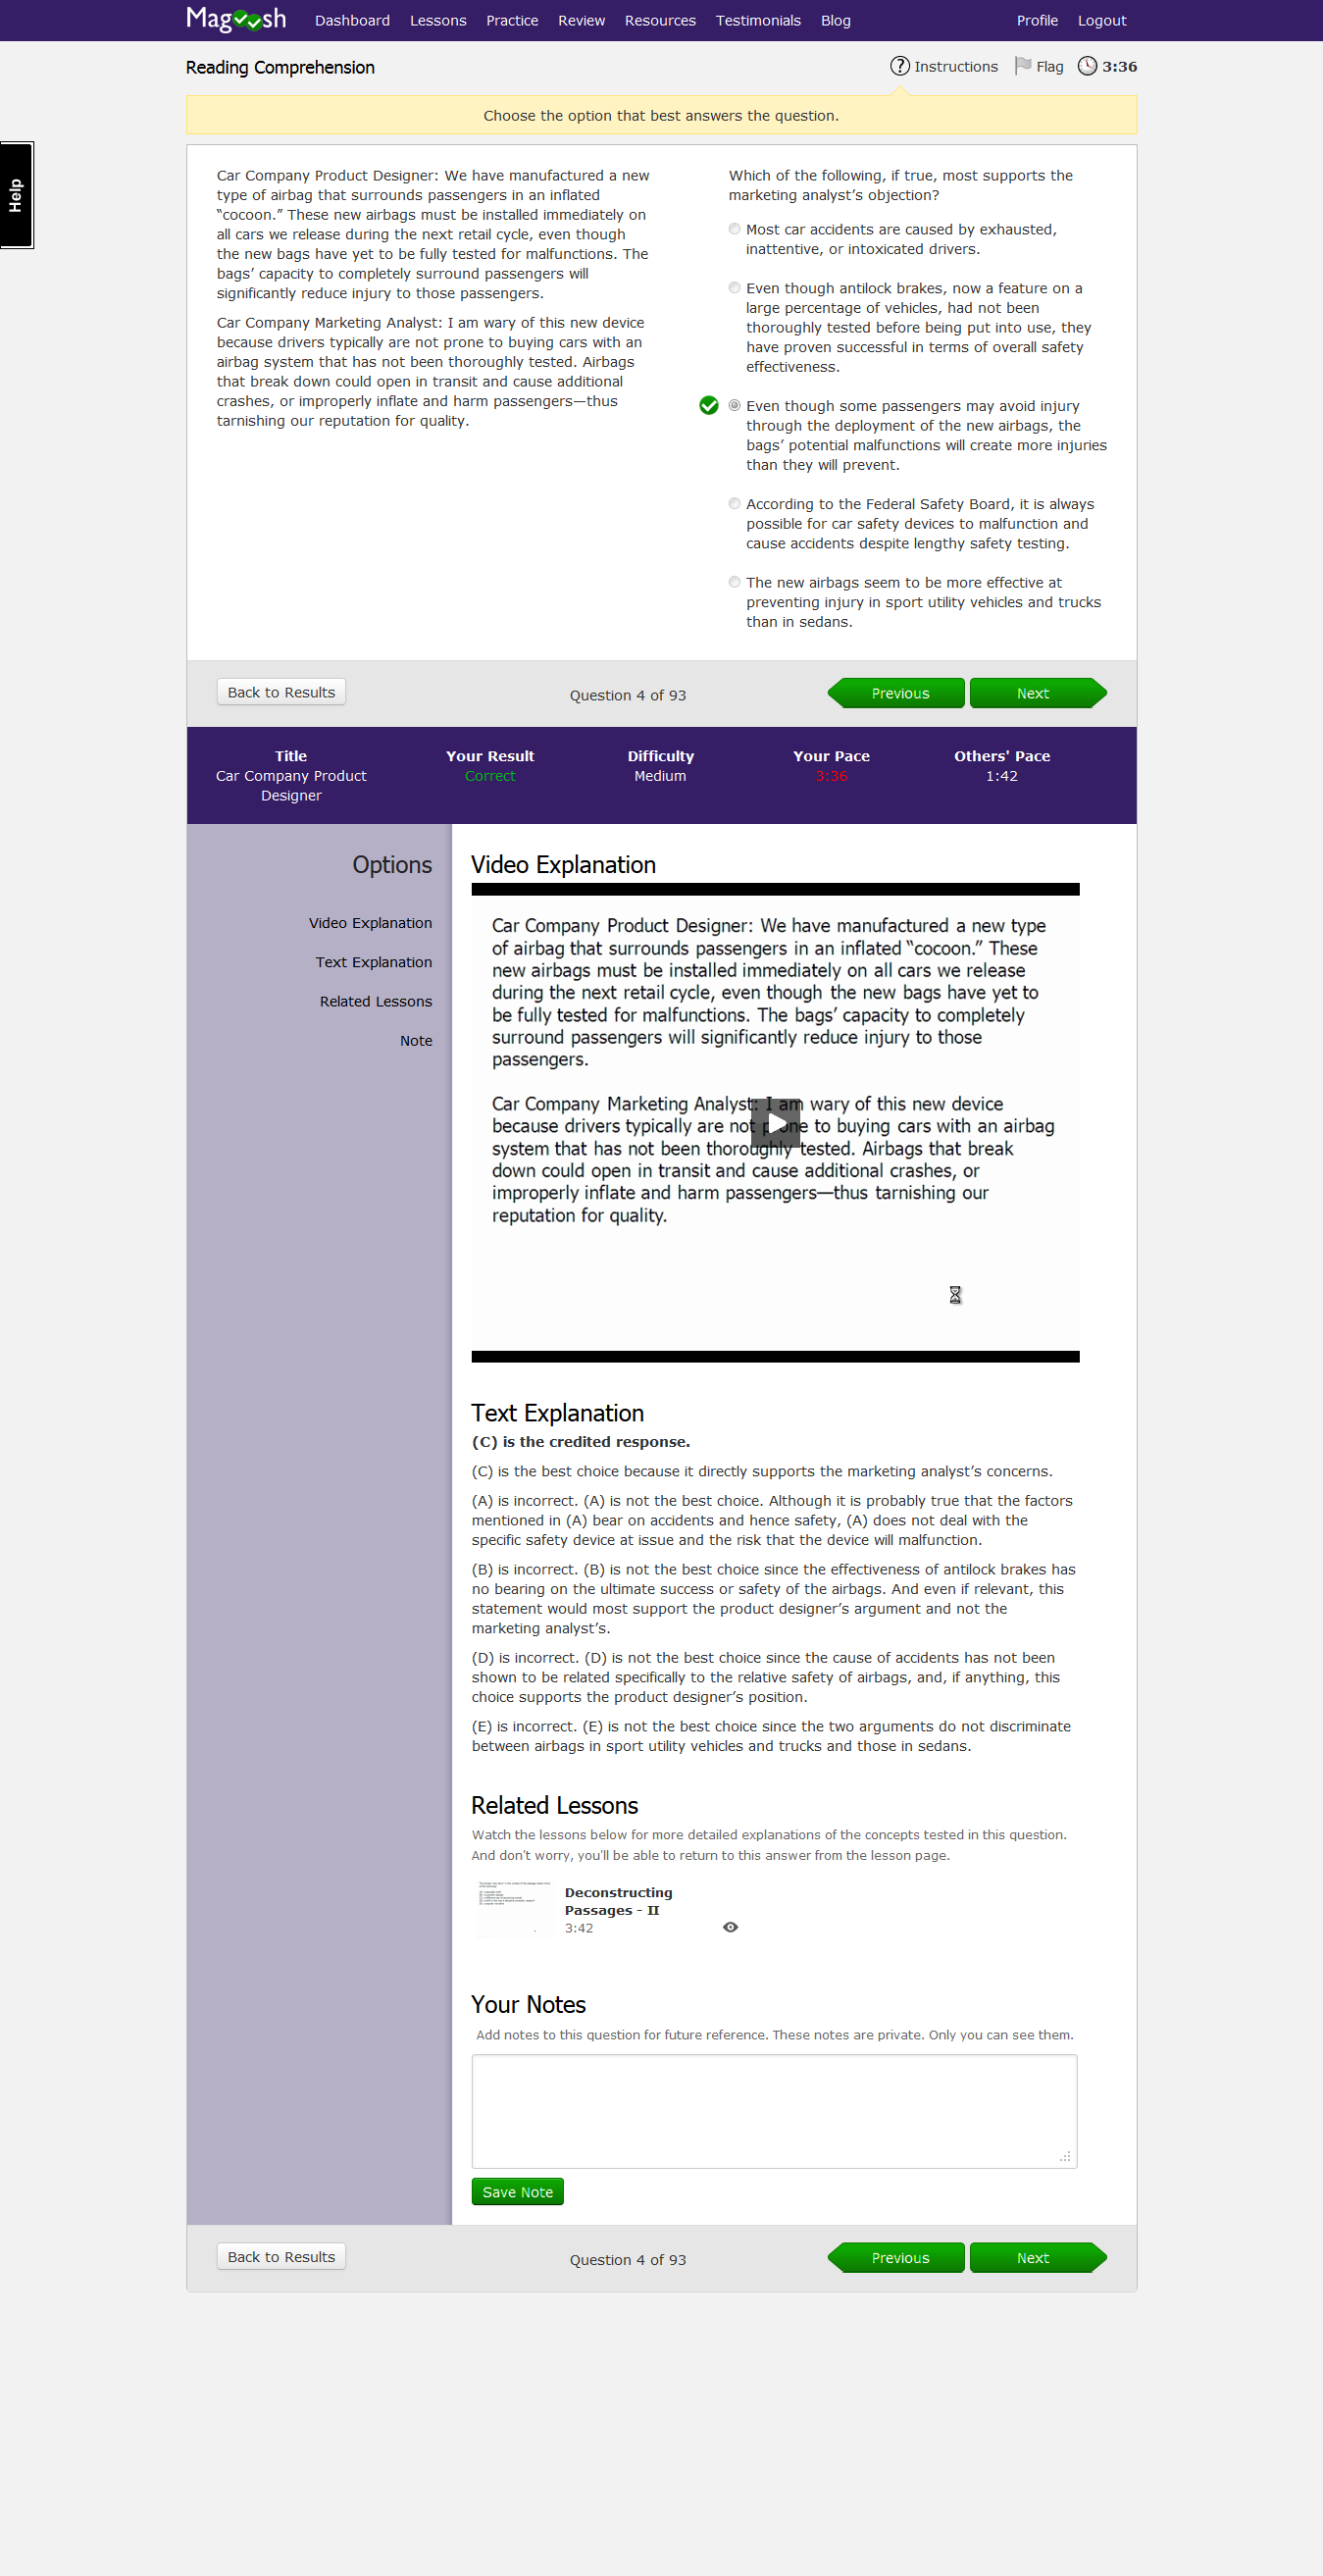 Magoosh Dashboard Lessons Practice Review Resources Testimonials Blog Profile Logout
Reading Comprehension
? Instructions Flag 3:36
Choose the option that best answers the question.
Help
Car Company Product Designer: We have manufactured a new
type of airbag that surrounds passengers in an inflated
“cocoon.” These new airbags must be installed immediately on
all cars we release during the next retail cycle, even though
the new bags have yet to be fully tested for malfunctions. The
bags’ capacity to completely surround passengers will
significantly reduce injury to those passengers.
Car Company Marketing Analyst: I am wary of this new device
because drivers typically are not prone to buying cars with an
airbag system that has not been thoroughly tested. Airbags
that break down could open in transit and cause additional
crashes, or improperly inflate and harm passengers—thus
tarnishing our reputation for quality.
Which of the following, if true, most supports the
marketing analyst’s objection?
Most car accidents are caused by exhausted,
inattentive, or intoxicated drivers.
Even though antilock brakes, now a feature on a
large percentage of vehicles, had not been
thoroughly tested before being put into use, they
have proven successful in terms of overall safety
effectiveness.
Even though some passengers may avoid injury
through the deployment of the new airbags, the
bags’ potential malfunctions will create more injuries
than they will prevent.
According to the Federal Safety Board, it is always
possible for car safety devices to malfunction and
cause accidents despite lengthy safety testing.
The new airbags seem to be more effective at
preventing injury in sport utility vehicles and trucks
than in sedans.
Back to Results Question 4 of 93 Previous Next
Title Your Result Difficulty Your Pace Others' Pace
Car Company Product Correct Medium 3:36 1:42
Designer
Options
Video Explanation
Text Explanation
Related Lessons
Note
Video Explanation
Car Company Product Designer: We have manufactured a new type
of airbag that surrounds passengers in an inflated “cocoon.” These
new airbags must be installed immediately on all cars we release
during the next retail cycle, even though the new bags have yet to
be fully tested for malfunctions. The bags’ capacity to completely
surround passengers will significantly reduce injury to those
passengers.
Car Company Marketing Analyst: I am wary of this new device
because drivers typically are not prone to buying cars with an airbag
system that has not been thoroughly tested. Airbags that break
down could open in transit and cause additional crashes, or
improperly inflate and harm passengers—thus tarnishing our
reputation for quality.
Text Explanation
(C) is the credited response.
(C) is the best choice because it directly supports the marketing analyst’s concerns.
(A) is incorrect. (A) is not the best choice. Although it is probably true that the factors
mentioned in (A) bear on accidents and hence safety, (A) does not deal with the
specific safety device at issue and the risk that the device will malfunction.
(B) is incorrect. (B) is not the best choice since the effectiveness of antilock brakes has
no bearing on the ultimate success or safety of the airbags. And even if relevant, this
statement would most support the product designer’s argument and not the
marketing analyst’s.
(D) is incorrect. (D) is not the best choice since the cause of accidents has not been
shown to be related specifically to the relative safety of airbags, and, if anything, this
choice supports the product designer’s position.
(E) is incorrect. (E) is not the best choice since the two arguments do not discriminate
between airbags in sport utility vehicles and trucks and those in sedans.
Related Lessons
Watch the lessons below for more detailed explanations of the concepts tested in this question.
And don't worry, you'll be able to return to this answer from the lesson page.
Deconstructing
Passages - II
3:42
Your Notes
Add notes to this question for future reference. These notes are private. Only you can see them.
Save Note
Back to Results Question 4 of 93 Previous Next